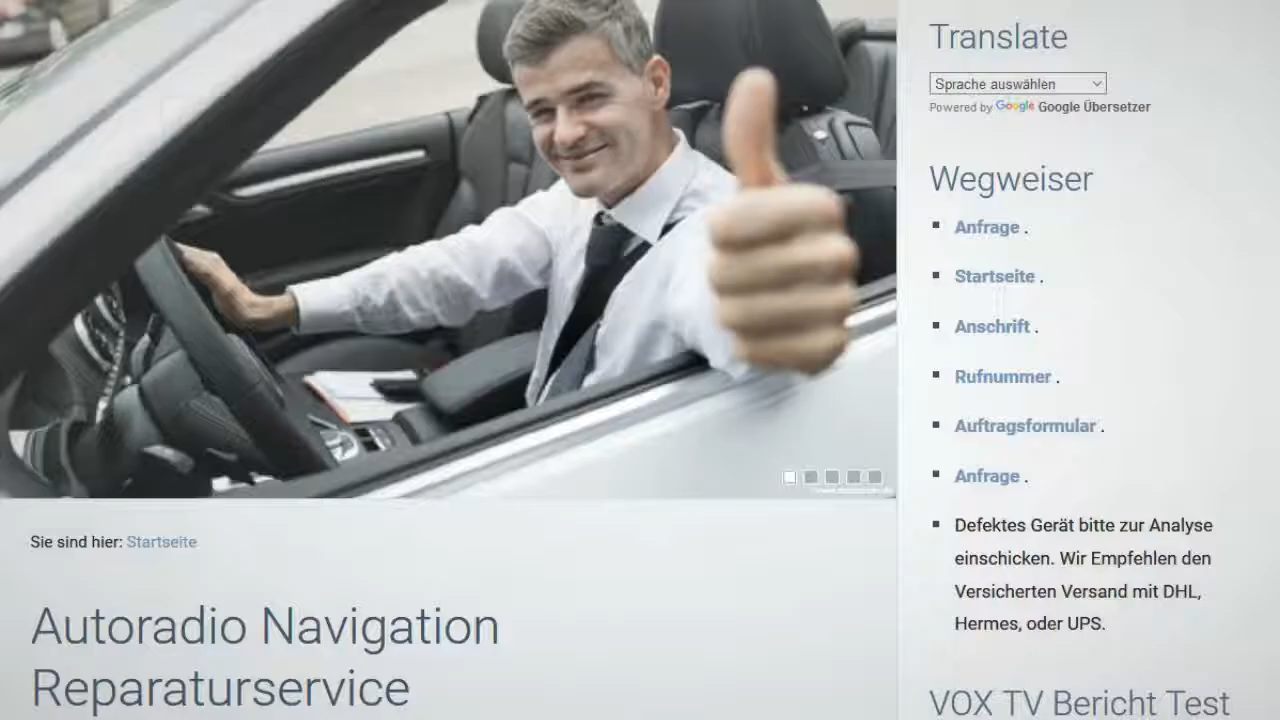 Translate
Sprache auswählen
Powered by Google Google Übersetzer
Wegweiser
Anfrage .
Startseite .
Anschrift .
Rufnummer .
Auftragsformular .
Anfrage .
Defektes Gerät bitte zur Analyse
einschicken. Wir Empfehlen den
Versicherten Versand mit DHL,
Hermes, oder UPS.
VOX TV Bericht Test
Sie sind hier: Startseite
Autoradio Navigation
Reparaturservice